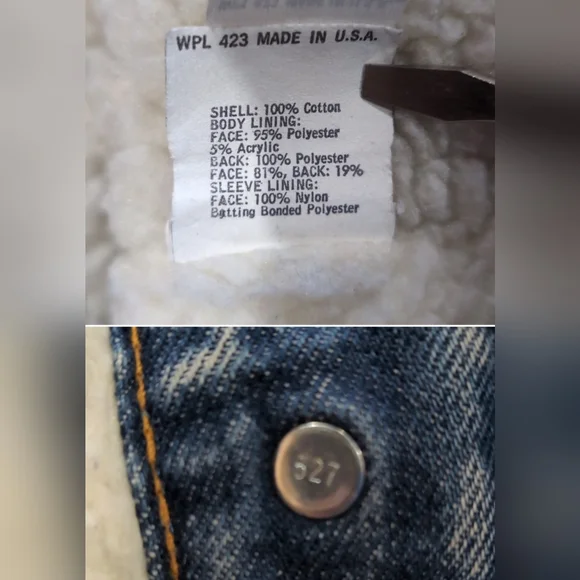 WPL 423 MADE IN U.S.A.
SHELL: 100% Cotton
BODY LINING:
FACE: 95% Polyester
5% Acrylic
BACK: 100% Polyester
FACE: 81%, BACK: 19%
SLEEVE LINING:
FACE: 100% Nylon
Batting Bonded Polyester
527